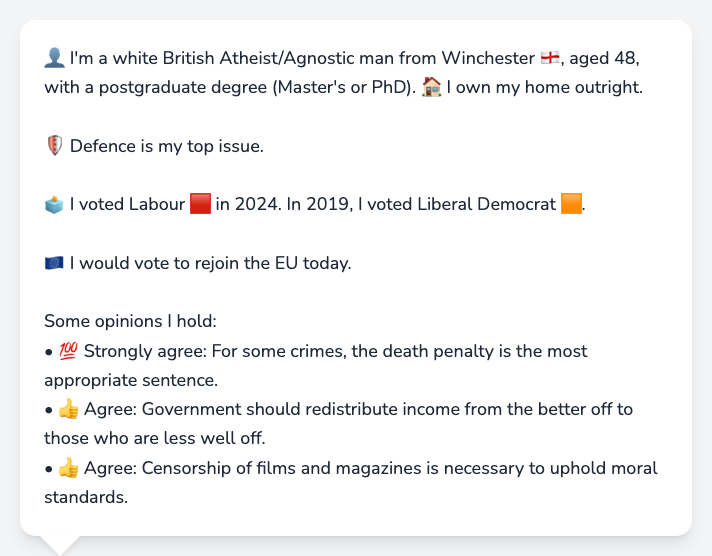 👤 I'm a white British Atheist/Agnostic man from Winchester 🏴󠁧󠁢󠁥󠁮󠁧󠁿, aged 48,
with a postgraduate degree (Master's or PhD). 🏠 I own my home outright.
🛡️ Defence is my top issue.
🗳️ I voted Labour 🟥 in 2024. In 2019, I voted Liberal Democrat 🟧.
🇪🇺 I would vote to rejoin the EU today.
Some opinions I hold:
• 💯 Strongly agree: For some crimes, the death penalty is the most
appropriate sentence.
• 👍 Agree: Government should redistribute income from the better off to
those who are less well off.
• 👍 Agree: Censorship of films and magazines is necessary to uphold moral
standards.